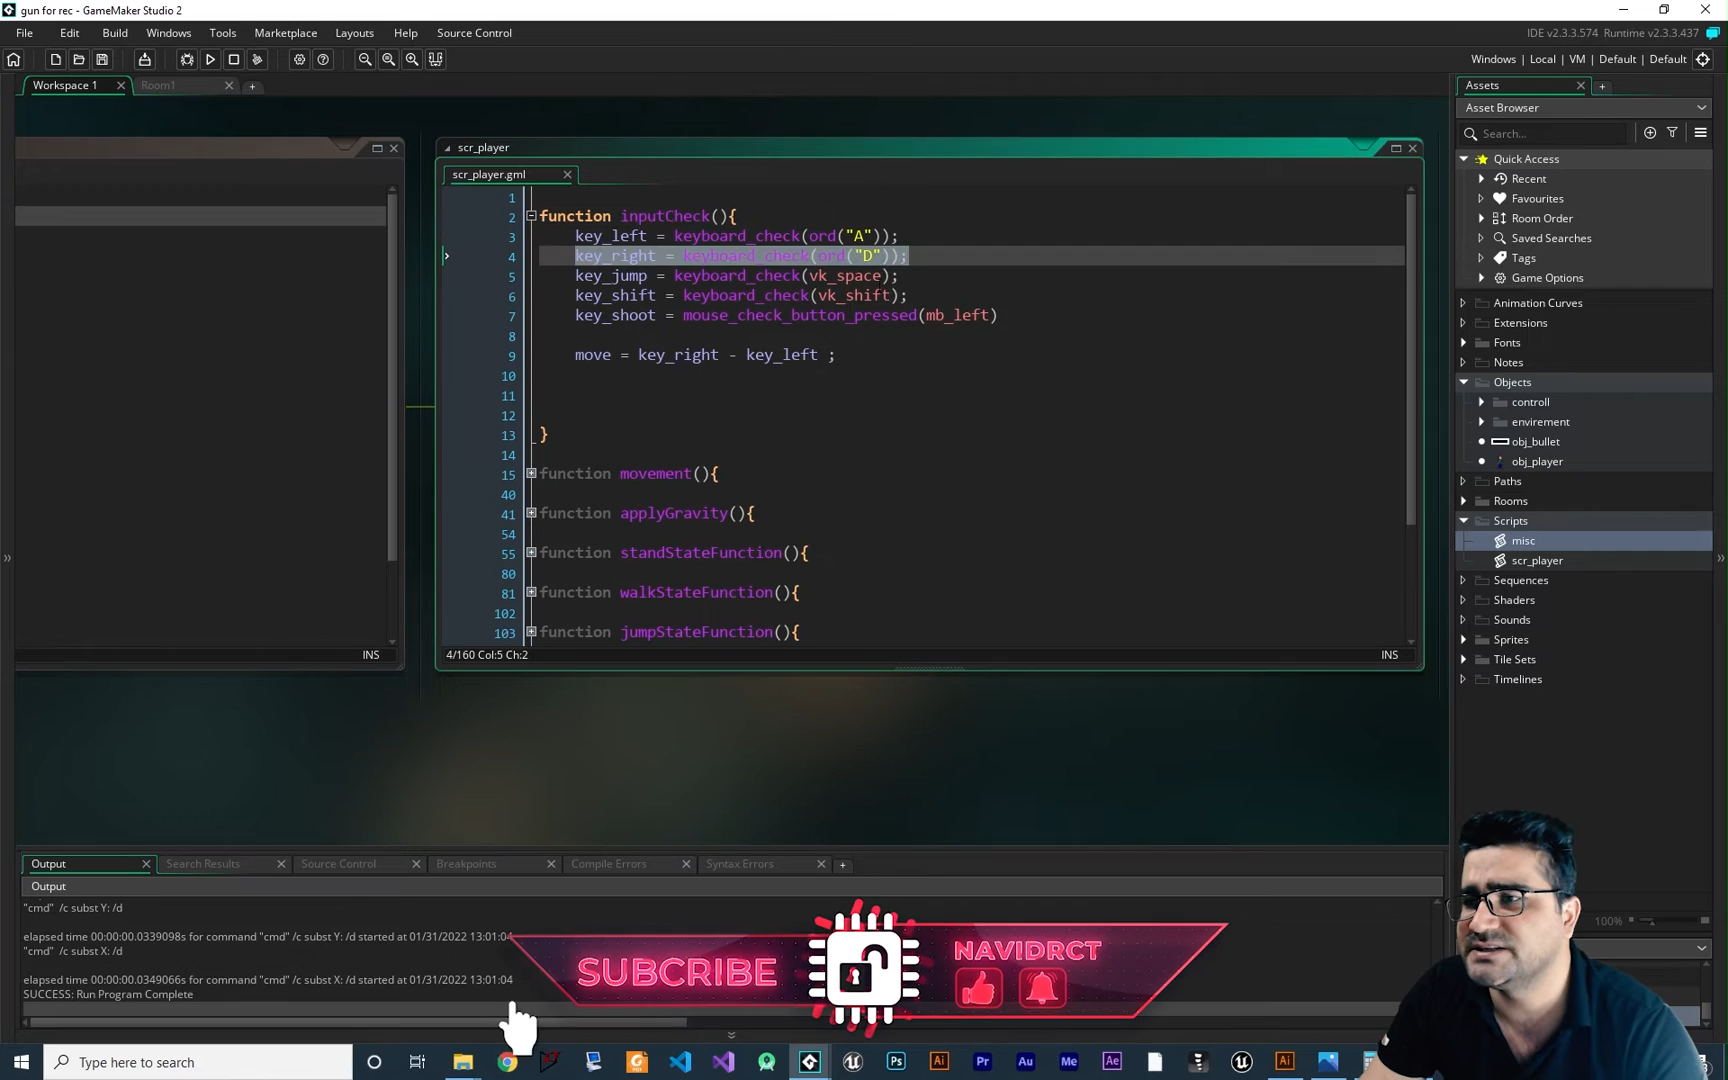 gun for rec - GameMaker Studio 2
File Edit Build Windows Tools Marketplace Layouts Help Source Control
IDE v2.3.3.574 Runtime v2.3.3.437
Windows | Local | VM | Default | Default
Workspace 1
Room1
scr_player
scr_player.gml
1
2 function inputCheck(){
3 key_left = keyboard_check(ord("A"));
4 key_right = keyboard_check(ord("D"));
5 key_jump = keyboard_check(vk_space);
6 key_shift = keyboard_check(vk_shift);
7 key_shoot = mouse_check_button_pressed(mb_left)
8
9 move = key_right - key_left ;
10
11
12
13 }
14
15 function movement(){
40
41 function applyGravity(){
54
55 function standStateFunction(){
80
81 function walkStateFunction(){
102
103 function jumpStateFunction(){
4/160 Col:5 Ch:2
INS
INS
Assets
Asset Browser
Search...
Quick Access
Recent
Favourites
Room Order
Saved Searches
Tags
Game Options
Animation Curves
Extensions
Fonts
Notes
Objects
controll
envirement
obj_bullet
obj_player
Paths
Rooms
Scripts
misc
scr_player
Sequences
Shaders
Sounds
Sprites
Tile Sets
Timelines
100%
Output Search Results Source Control Breakpoints Compile Errors Syntax Errors
Output
"cmd" /c subst Y: /d
elapsed time 00:00:00.0339098s for command "cmd" /c subst Y: /d started at 01/31/2022 13:01:04
"cmd" /c subst X: /d
elapsed time 00:00:00.0349066s for command "cmd" /c subst X: /d started at 01/31/2022 13:01:04
SUCCESS: Run Program Complete
SUBCRIBE
NAVIDRCT
Type here to search
Ps
Ai
Pr
Au
Me
Ae
Ai